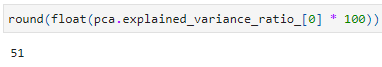 round(float(pca.explained_variance_ratio_[0] * 100))
51